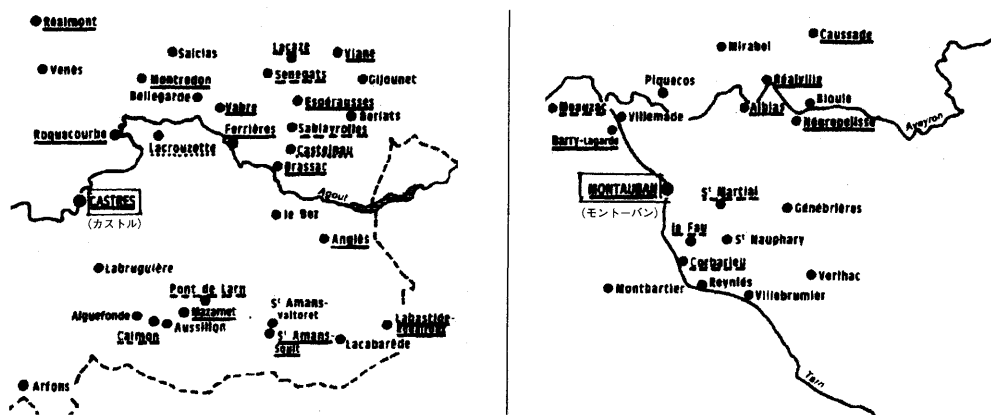 Réalmont
Salclas
Lacaze
Viane
Venès
Montredon
Senegats
Gijounet
Bellegarde
Vabre
Espérausses
Berlats
Roquecourbe
Lacrouzette
Ferrières
Sablayrolles
Castelnau
Brassac
Agout
CASTRES
(カストル)
le Bez
Anglès
Labruguière
Pont de Larn
Mazamet
Aiguefonde
Caïmon
Aussillon
St Amans-
valtoret
St Amans-
soult
Lacabarède
Labastide-
Arfons
Mirabel
Caussade
Piquecos
Réalville
Meauzac
Villemade
Albias
Bioule
Nègrepelisse
Aveyron
Barry-Lagarde
MONTAUBAN
(モントーバン)
St Martial
Génébrières
le Fau
St Nauphary
Corbarieu
Reyniès
Verlhac
Montbartier
Villebrumier
Tarn